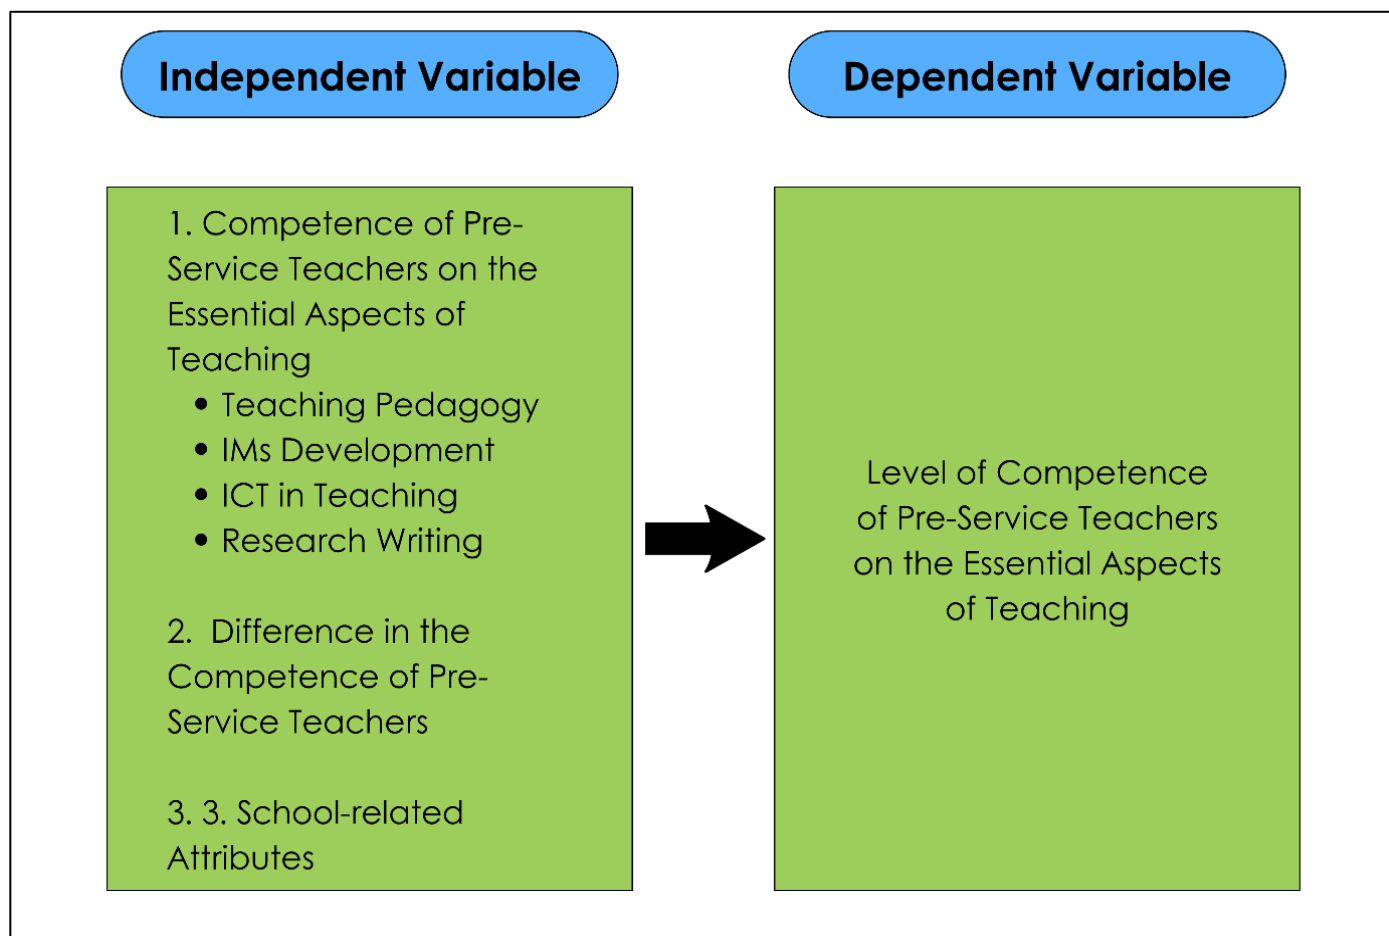 Independent Variable
Dependent Variable
1. Competence of Pre-
Service Teachers on the
Essential Aspects of
Teaching
• Teaching Pedagogy
• IMs Development
• ICT in Teaching
• Research Writing
2. Difference in the
Competence of Pre-
Service Teachers
3. 3. School-related
Attributes
Level of Competence
of Pre-Service Teachers
on the Essential Aspects
of Teaching